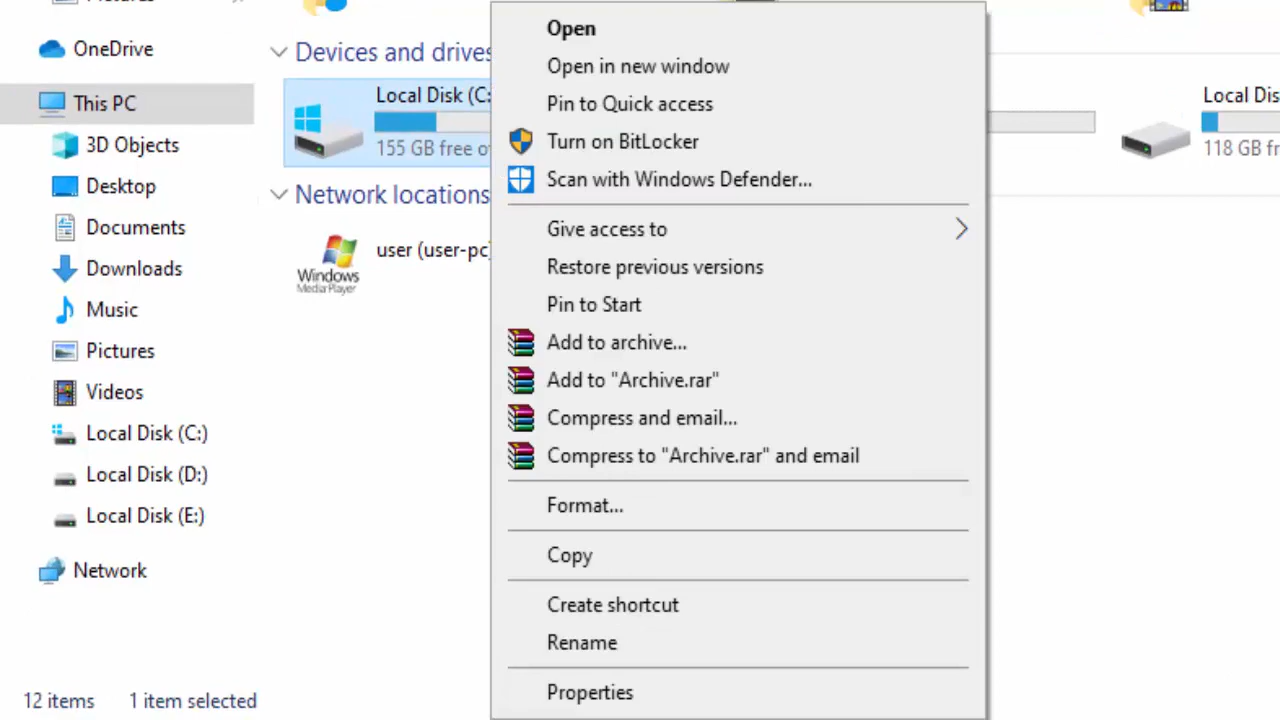 Pictures
OneDrive
This PC
3D Objects
Desktop
Documents
Downloads
Music
Pictures
Videos
Local Disk (C:)
Local Disk (D:)
Local Disk (E:)
Network
12 items 1 item selected
Devices and drives
Local Disk (C:
155 GB free o
Network locations
user (user-pc)
Windows
Media Player
Open
Open in new window
Pin to Quick access
Turn on BitLocker
Scan with Windows Defender...
Give access to
Restore previous versions
Pin to Start
Add to archive...
Add to "Archive.rar"
Compress and email...
Compress to "Archive.rar" and email
Format...
Copy
Create shortcut
Rename
Properties
Local Dis
118 GB fr